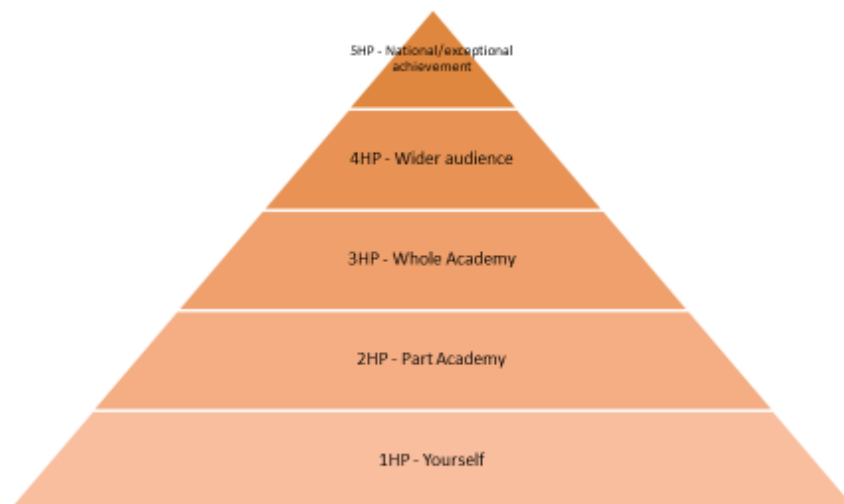 5HP - National/exceptional
achievement
4HP - Wider audience
3HP - Whole Academy
2HP - Part Academy
1HP - Yourself